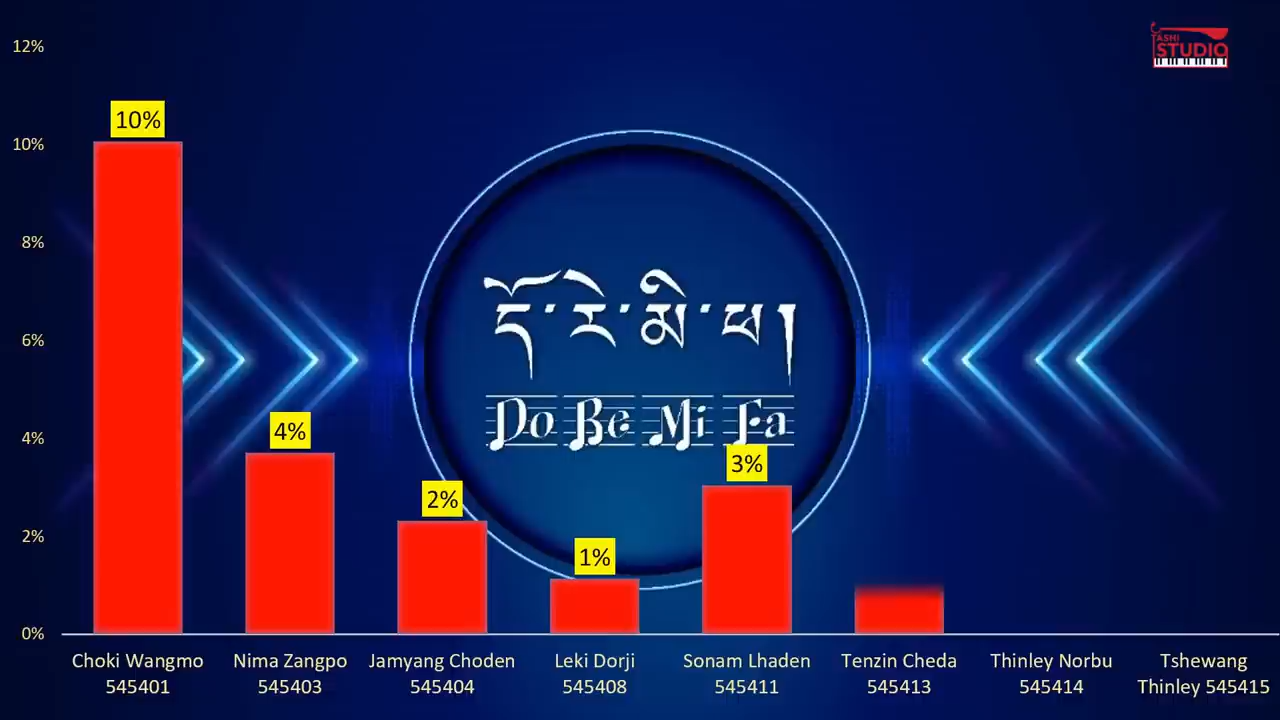 TASHI
STUDIO
12%
10%
8%
6%
4%
2%
0%
10%
4%
2%
1%
3%
དོ་རེ་མི་ཕ།
Do Re Mi Fa
Choki Wangmo
545401
Nima Zangpo
545403
Jamyang Choden
545404
Leki Dorji
545408
Sonam Lhaden
545411
Tenzin Cheda
545413
Thinley Norbu
545414
Tshewang
Thinley 545415